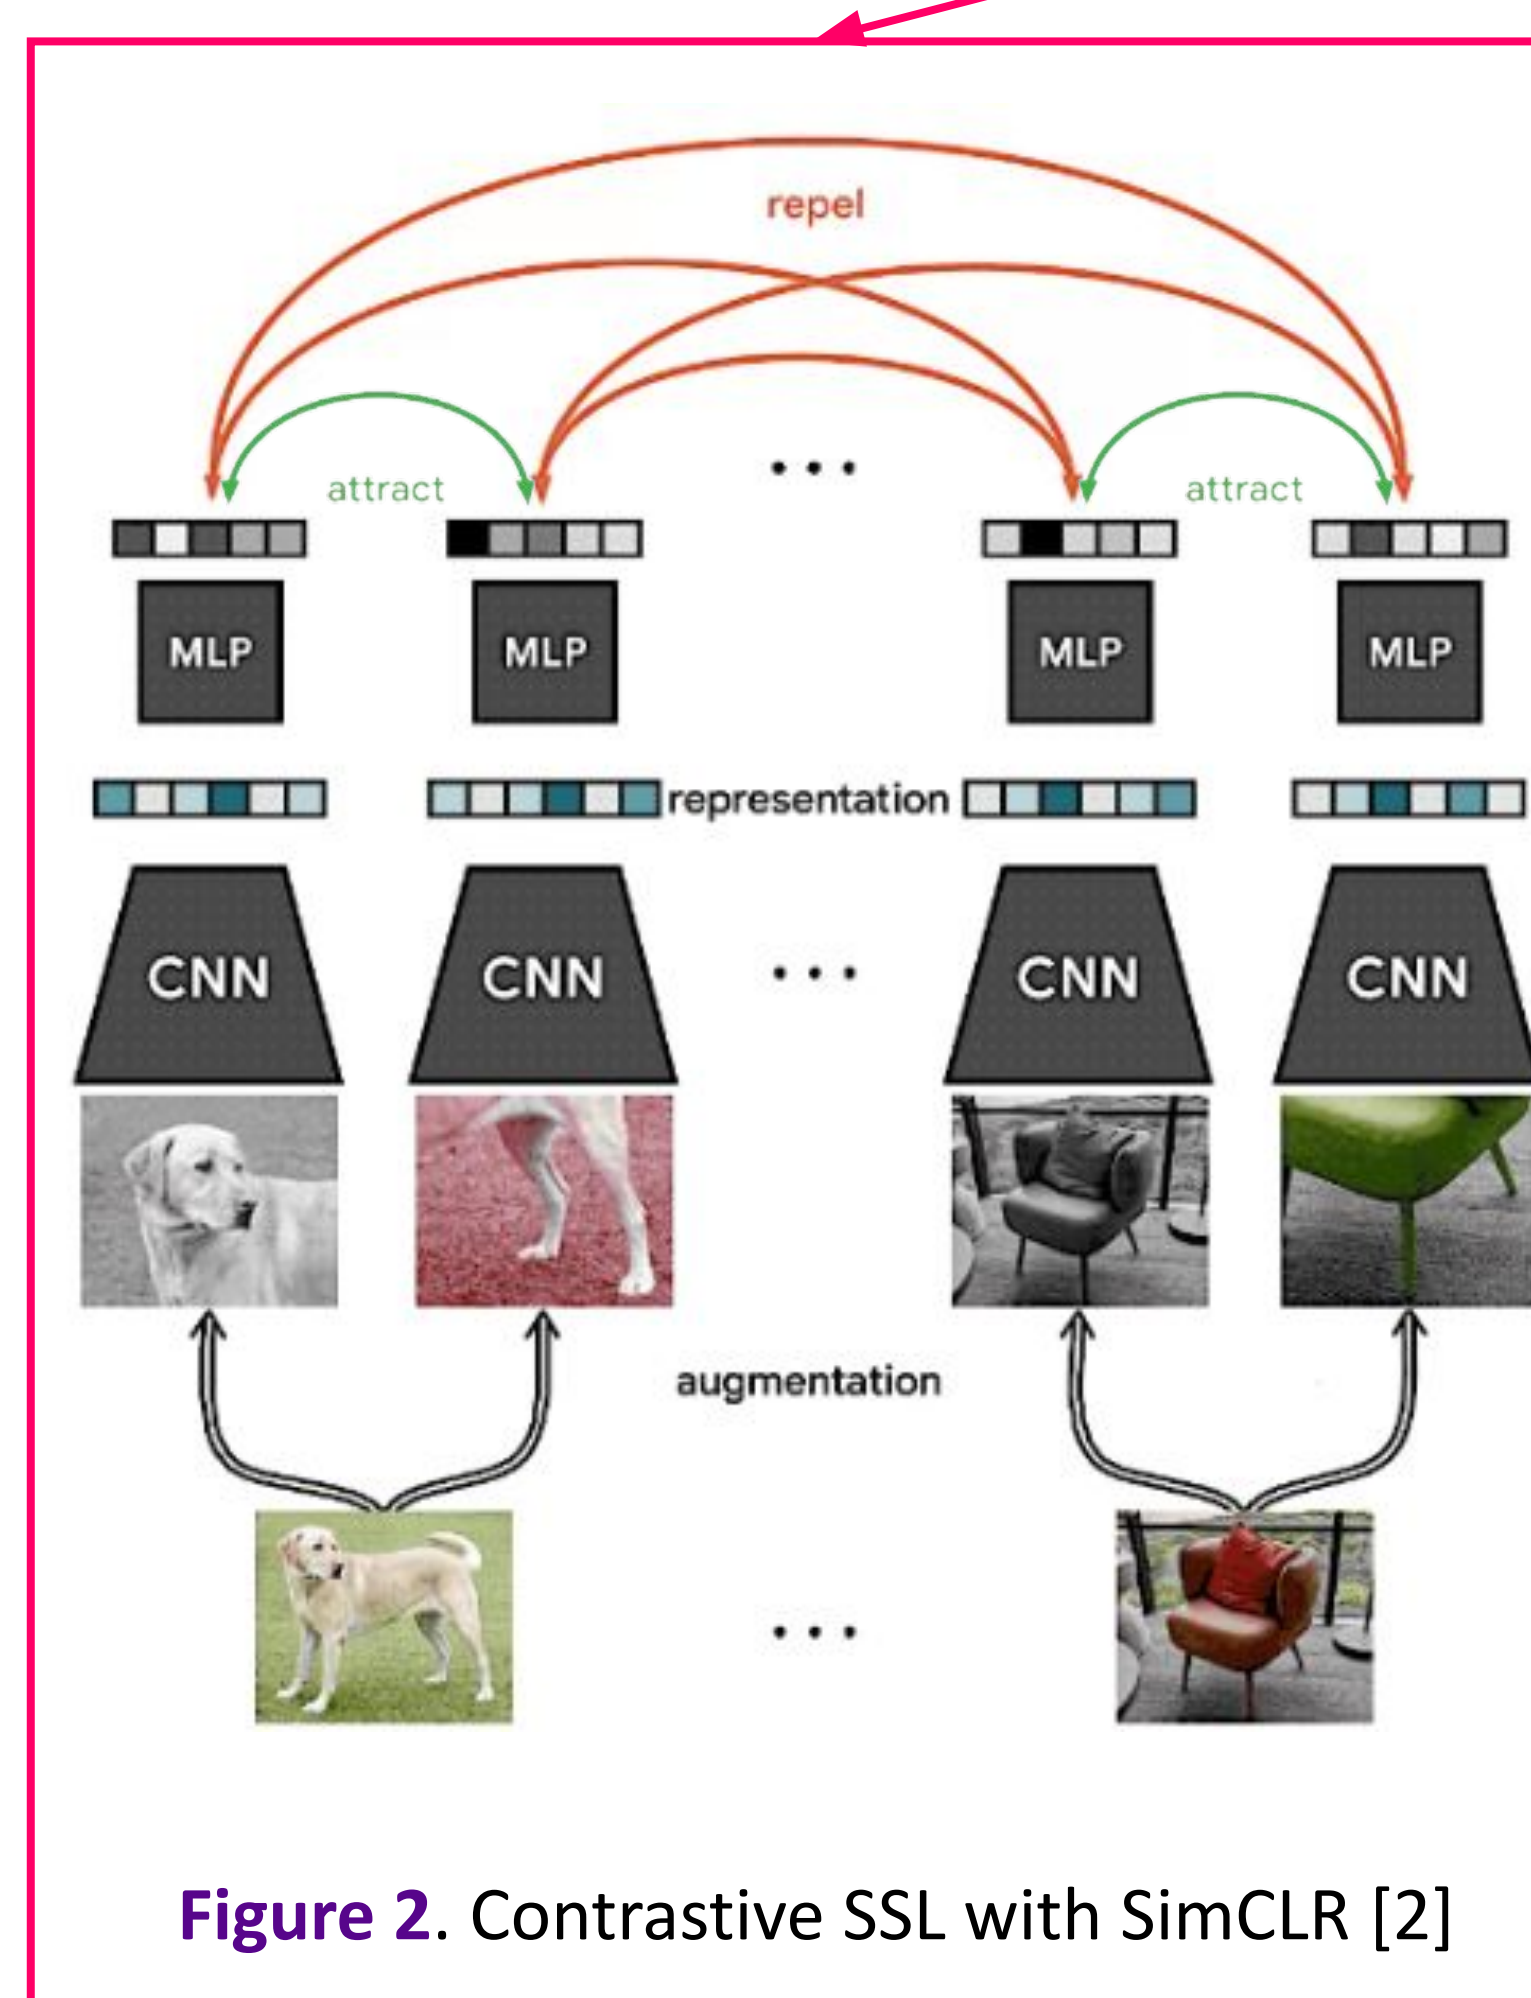 repel
attract
attract
MLP
MLP
MLP
MLP
representation
CNN
CNN
CNN
CNN
augmentation
Figure 2. Contrastive SSL with SimCLR [2]